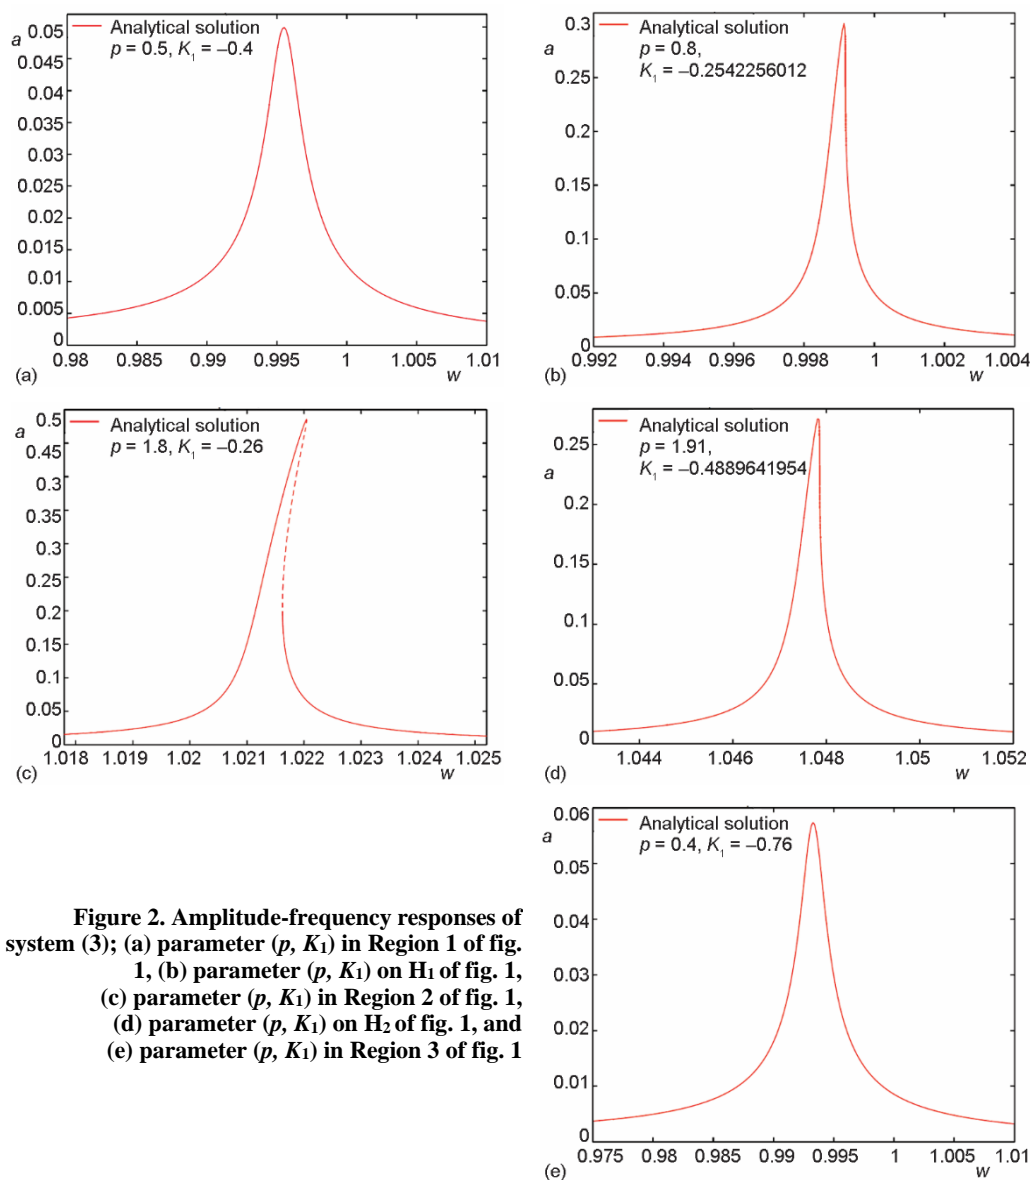 a
0.05
0.045
0.04
0.035
0.03
0.025
0.02
0.015
0.01
0.005
0
Analytical solution
p = 0.5, K1 = –0.4
0.98 0.985 0.99 0.995 1 1.005 1.01
w
(a)
a
0.3
0.25
0.2
0.15
0.1
0.05
0
Analytical solution
p = 0.8,
K1 = –0.2542256012
0.992 0.994 0.996 0.998 1 1.002 1.004
w
(b)
a
0.5
0.45
0.4
0.35
0.3
0.25
0.2
0.15
0.1
0.05
0
Analytical solution
p = 1.8, K1 = –0.26
1.018 1.019 1.02 1.021 1.022 1.023 1.024 1.025
w
(c)
0.25
a
0.2
0.15
0.1
0.05
0
Analytical solution
p = 1.91,
K1 = –0.4889641954
1.044 1.046 1.048 1.05 1.052
w
(d)
0.06
a
0.05
0.04
0.03
0.02
0.01
0
Analytical solution
p = 0.4, K1 = –0.76
0.975 0.98 0.985 0.99 0.995 1 1.005 1.01
w
(e)
Figure 2. Amplitude-frequency responses of
system (3); (a) parameter (p, K1) in Region 1 of fig.
1, (b) parameter (p, K1) on H1 of fig. 1,
(c) parameter (p, K1) in Region 2 of fig. 1,
(d) parameter (p, K1) on H2 of fig. 1, and
(e) parameter (p, K1) in Region 3 of fig. 1